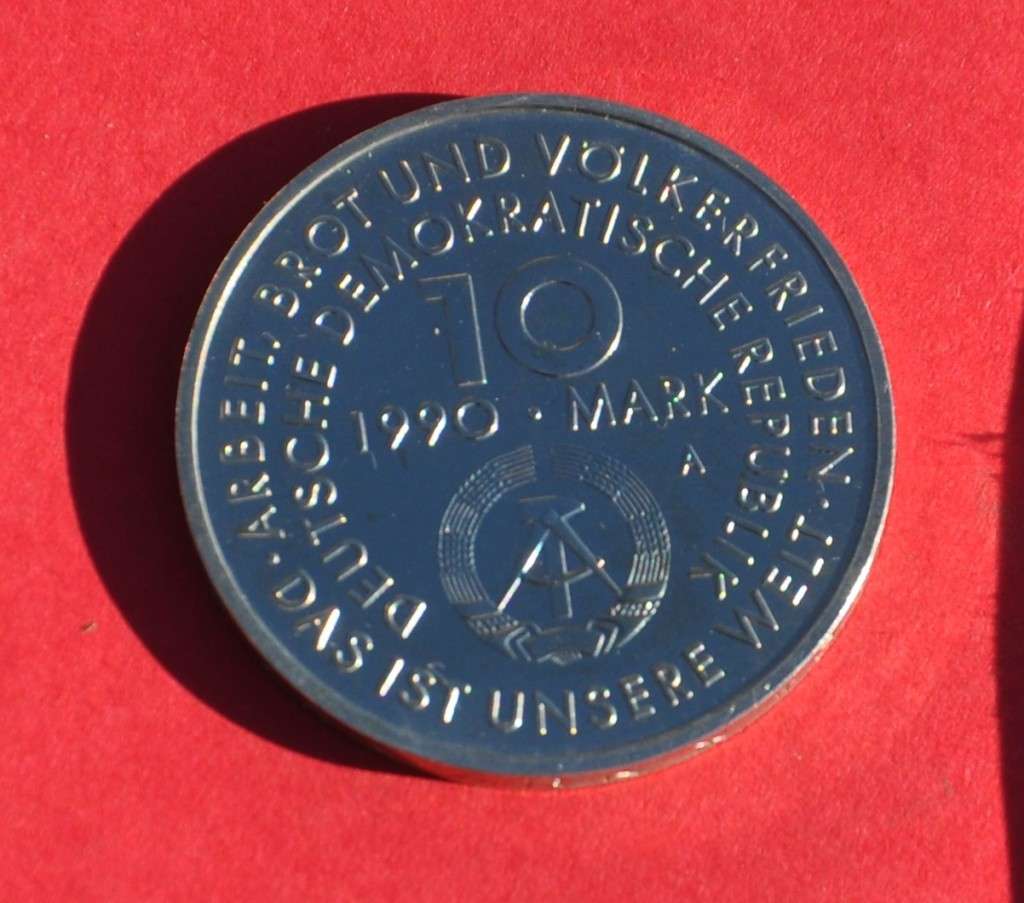 · ARBEIT, BROT UND VÖLKERFRIEDEN ·
DAS IST UNSERE WELT
DEUTSCHE DEMOKRATISCHE REPUBLIK
10
1990 · MARK
A